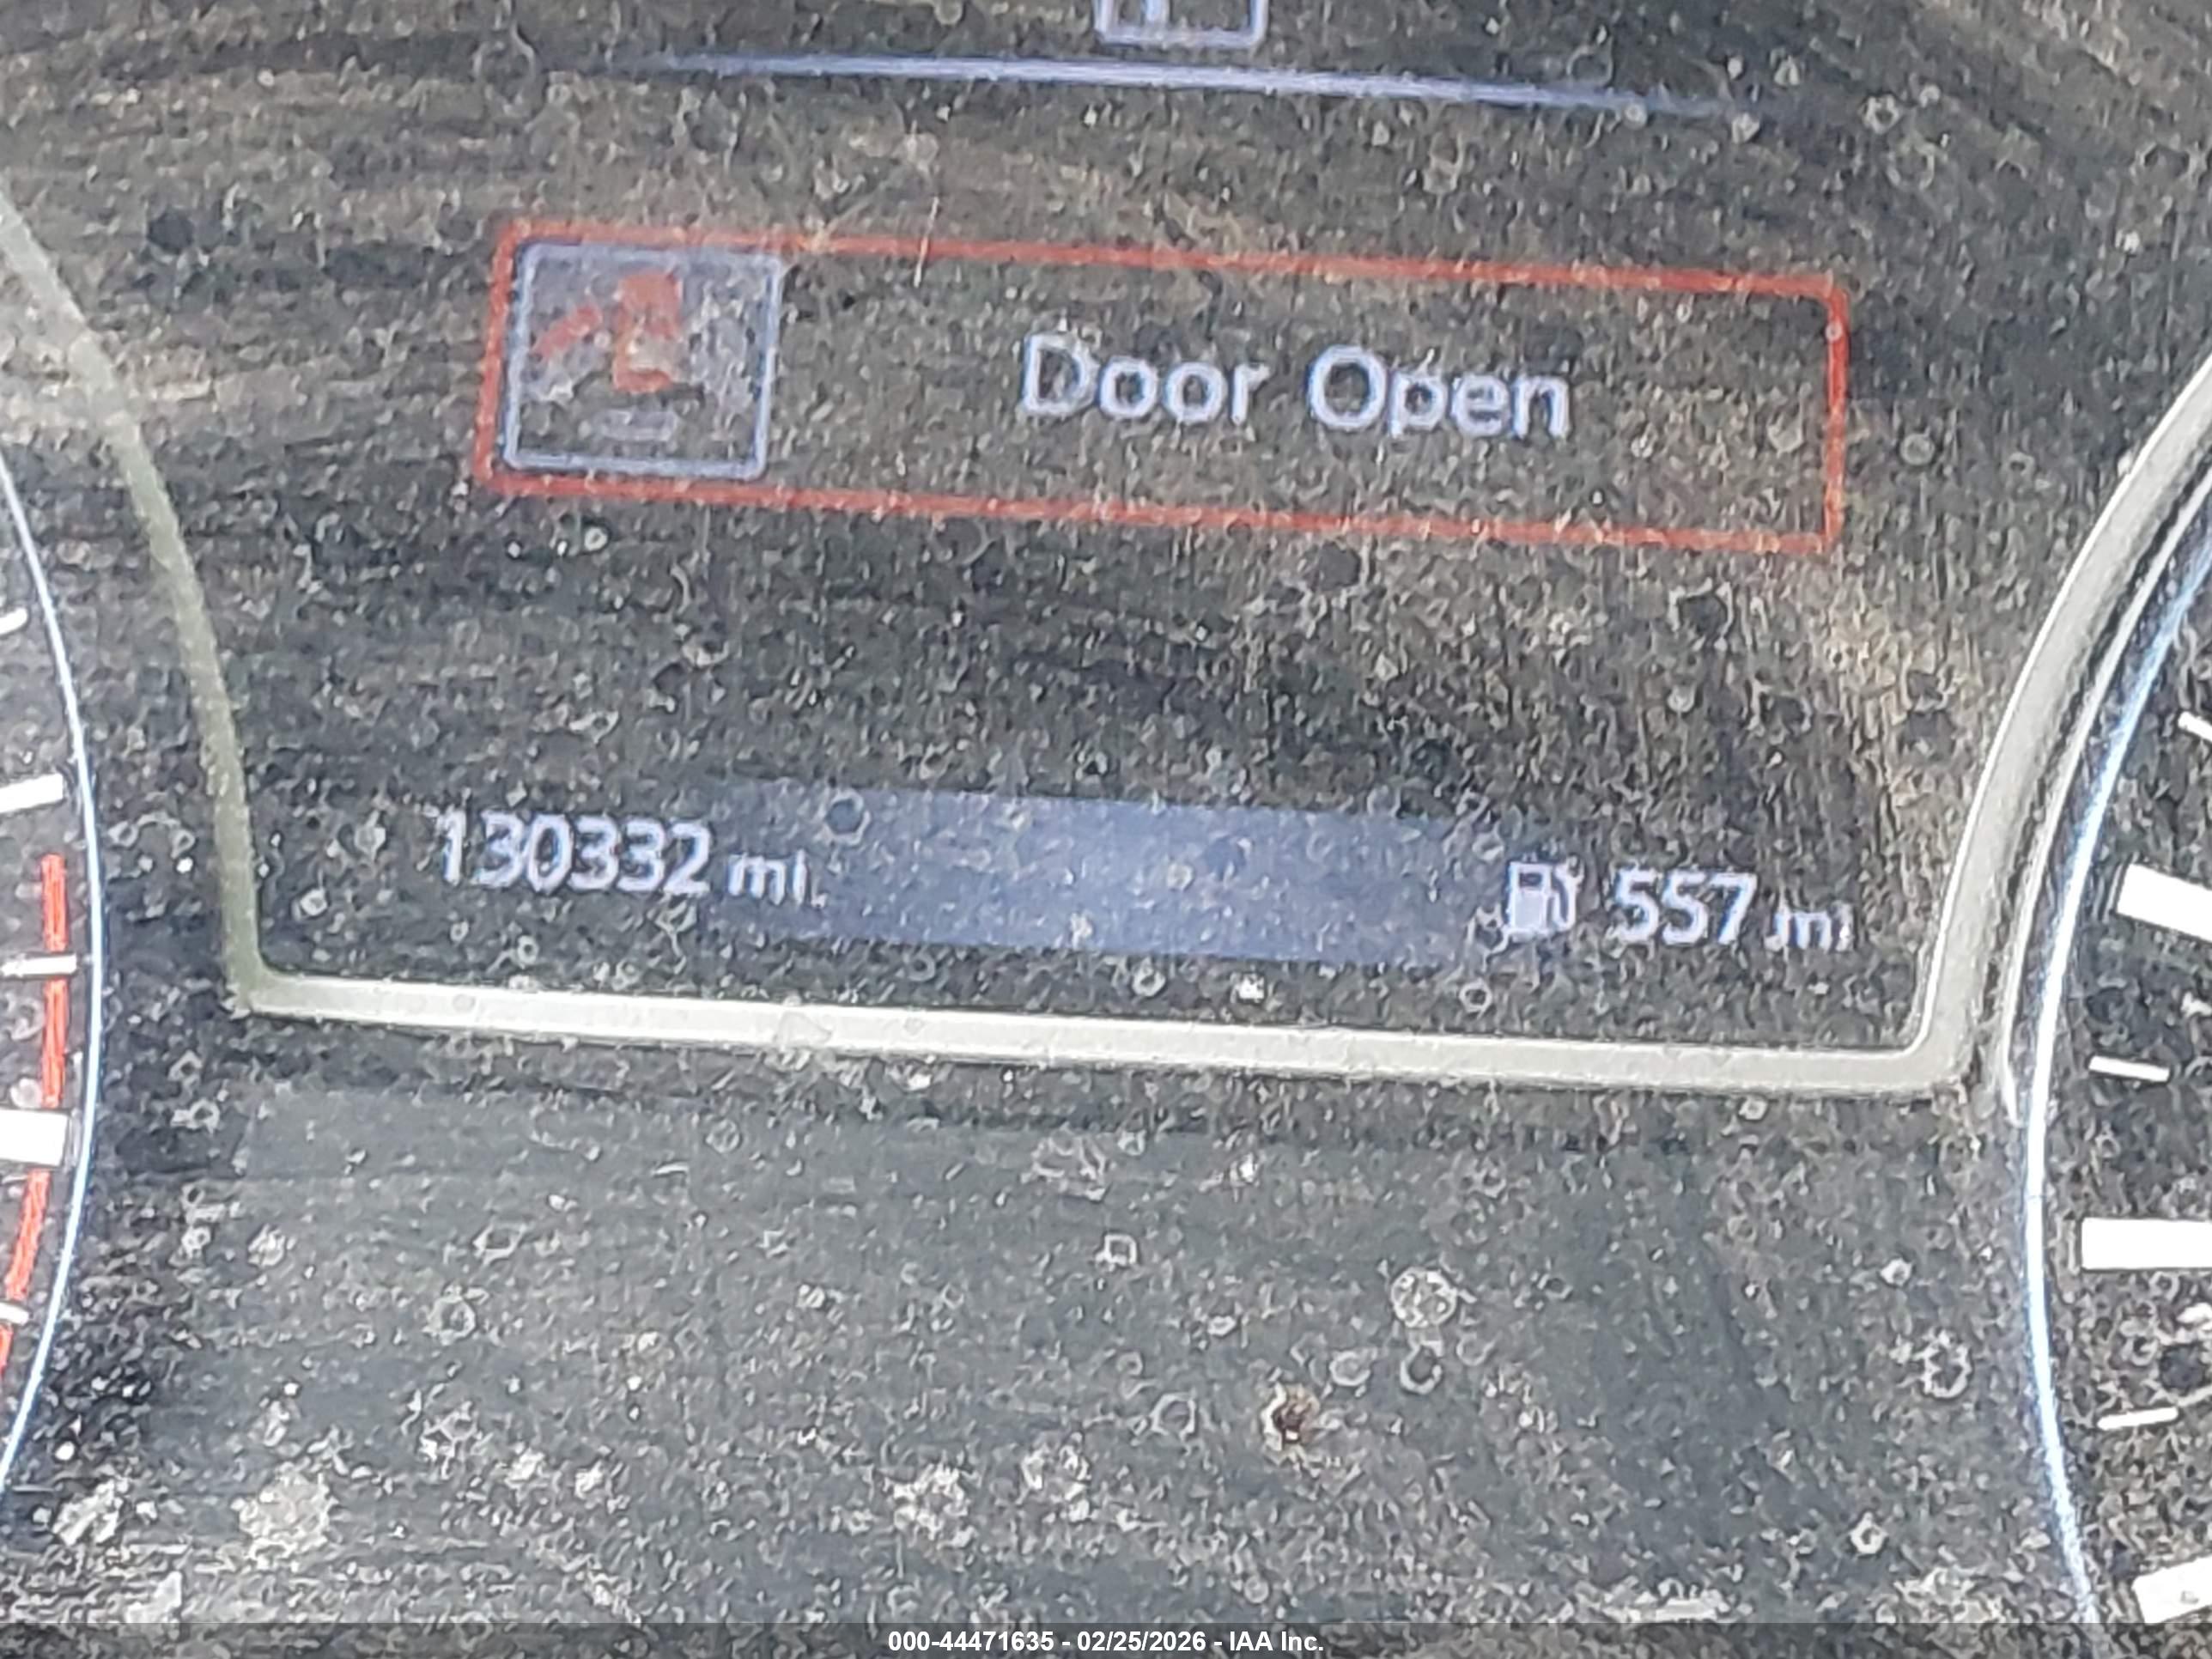 Door Open
130332 mi
557 mi
000-44471635 - 02/25/2026 - IAA Inc.